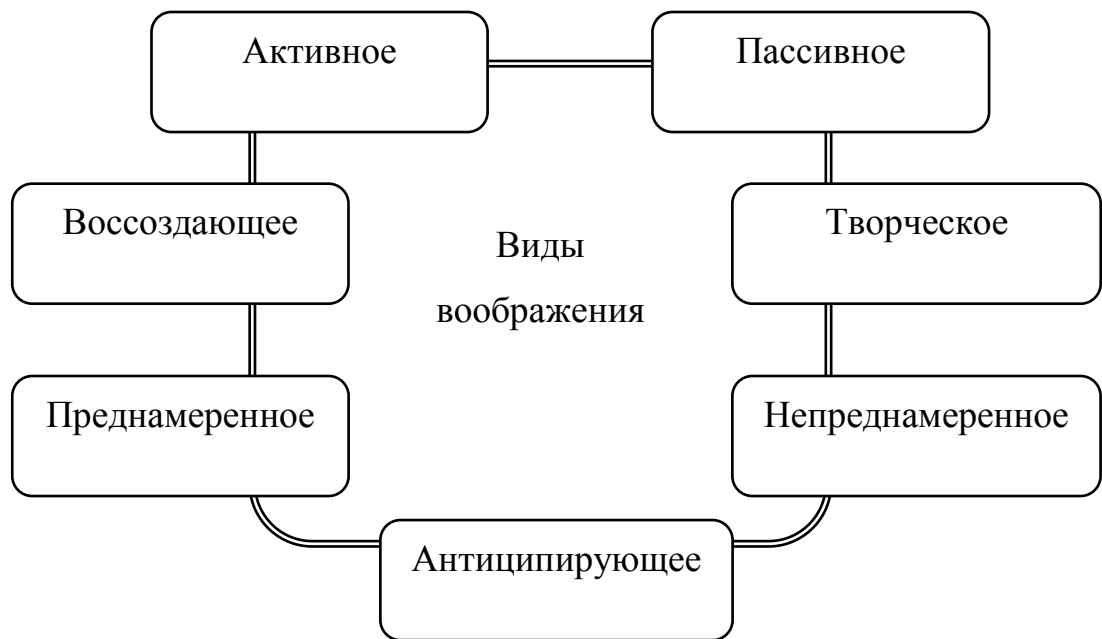 Активное
Пассивное
Воссоздающее
Творческое
Виды
воображения
Преднамеренное
Непреднамеренное
Антиципирующее